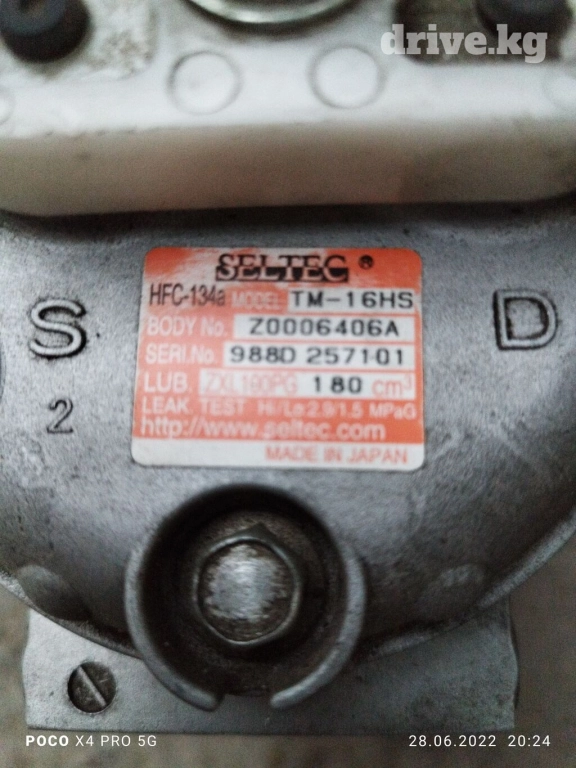 drive.kg
SELTEC ®
HFC-134a MODEL TM-16HS
BODY No. Z0006406A
SERI.No. 988D 257101
LUB. ZXL100PG 180 cm³
LEAK TEST Hi/Lo:2.9/1.5 MPaG
http://www.seltec.com
MADE IN JAPAN
S D
2
POCO X4 PRO 5G 28.06.2022 20:24